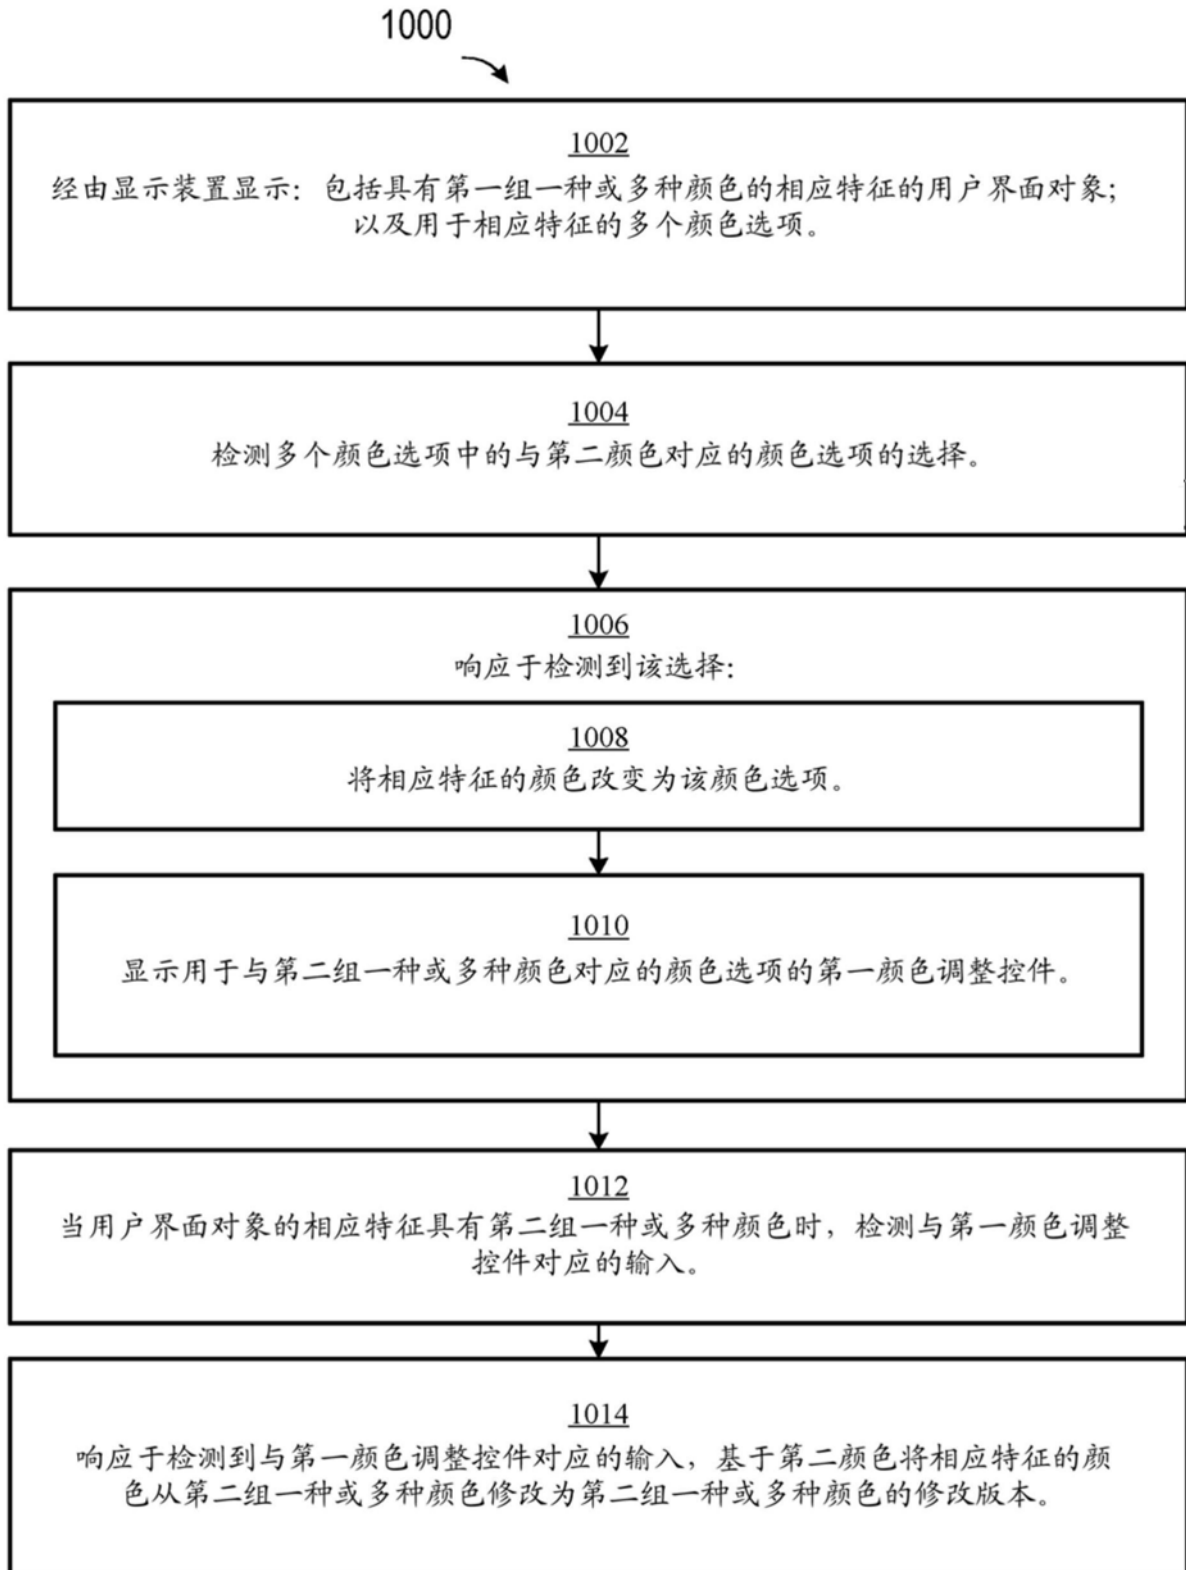 1000
1002
经由显示装置显示：包括具有第一组一种或多种颜色的相应特征的用户界面对象；
以及用于相应特征的多个颜色选项。
1004
检测多个颜色选项中的与第二颜色对应的颜色选项的选择。
1006
响应于检测到该选择：
1008
将相应特征的颜色改变为该颜色选项。
1010
显示用于与第二组一种或多种颜色对应的颜色选项的第一颜色调整控件。
1012
当用户界面对象的相应特征具有第二组一种或多种颜色时，检测与第一颜色调整
控件对应的输入。
1014
响应于检测到与第一颜色调整控件对应的输入，基于第二颜色将相应特征的颜
色从第二组一种或多种颜色修改为第二组一种或多种颜色的修改版本。